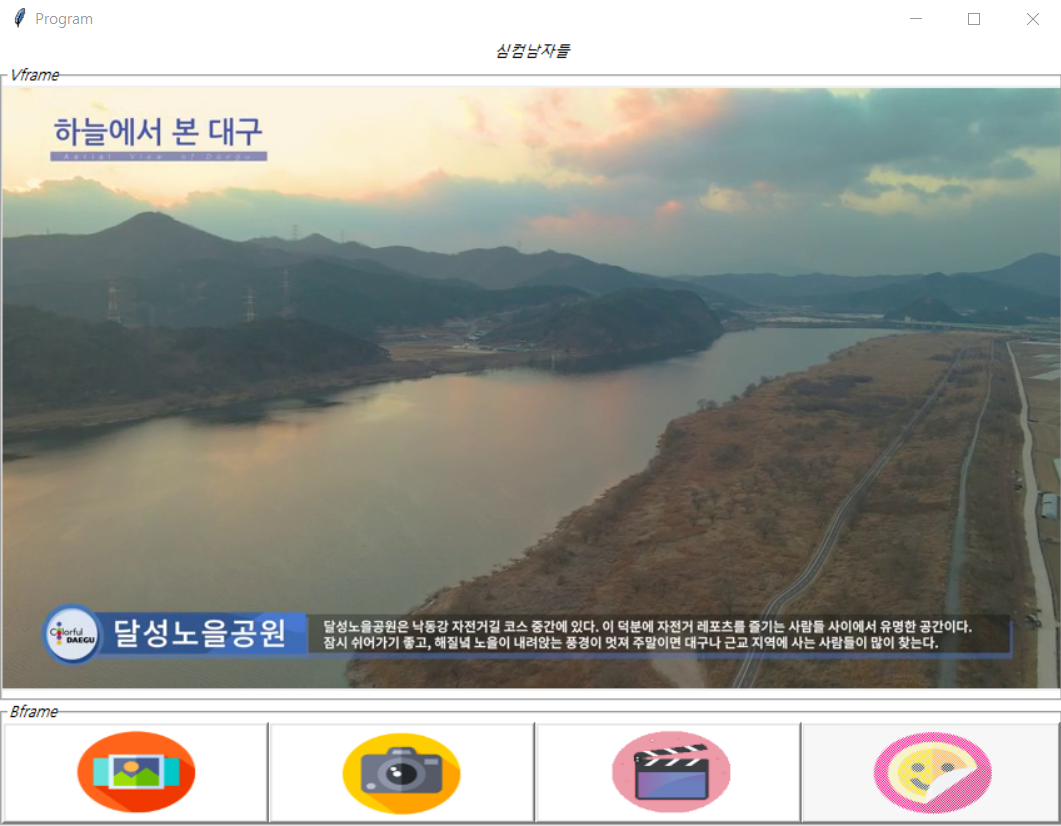 Program
심컴남자들
Vframe
하늘에서 본 대구
Aerial View of Daegu
Colorful
DAEGU
달성노을공원
달성노을공원은 낙동강 자전거길 코스 중간에 있다. 이 덕분에 자전거 레포츠를 즐기는 사람들 사이에서 유명한 공간이다.
잠시 쉬어가기 좋고, 해질녘 노을이 내려앉는 풍경이 멋져 주말이면 대구나 근교 지역에 사는 사람들이 많이 찾는다.
Bframe